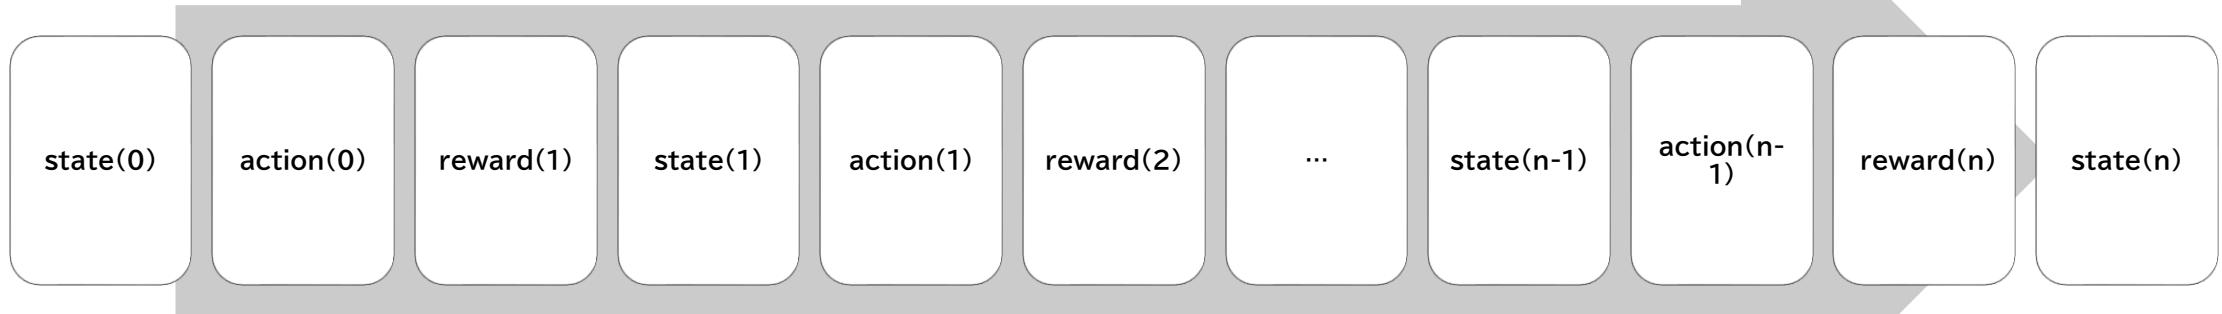 state(0)
action(0)
reward(1)
state(1)
action(1)
reward(2)
…
state(n-1)
action(n-
1)
reward(n)
state(n)